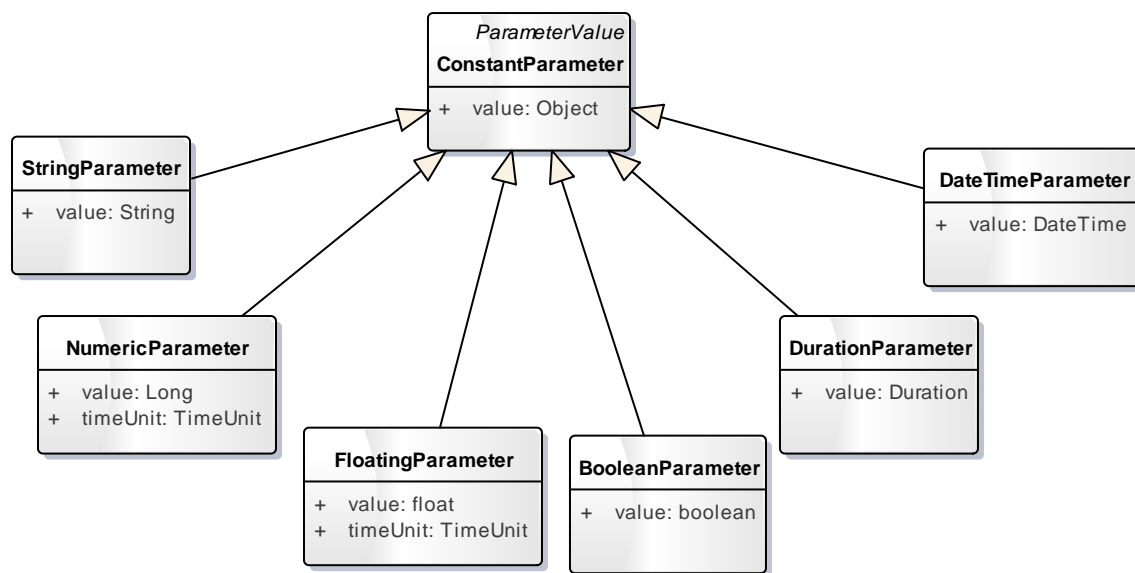 ParameterValue
ConstantParameter
+ value: Object
StringParameter
+ value: String
DateTimeParameter
+ value: DateTime
NumericParameter
+ value: Long
+ timeUnit: TimeUnit
DurationParameter
+ value: Duration
FloatingParameter
+ value: float
+ timeUnit: TimeUnit
BooleanParameter
+ value: boolean